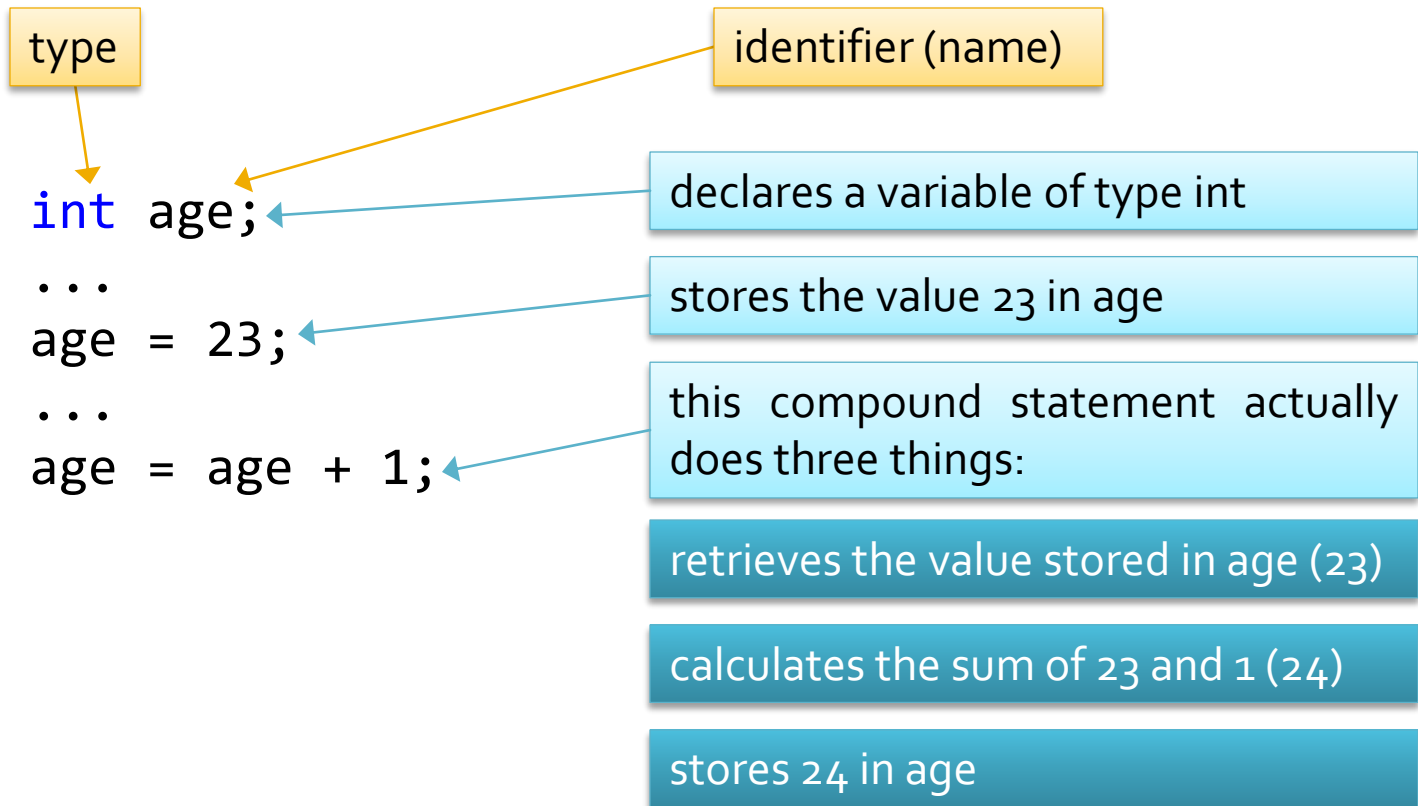 type
identifier (name)
int age;
declares a variable of type int
...
stores the value 23 in age
age = 23;
...
this compound statement actually
does three things:
age = age + 1;
retrieves the value stored in age (23)
calculates the sum of 23 and 1 (24)
stores 24 in age